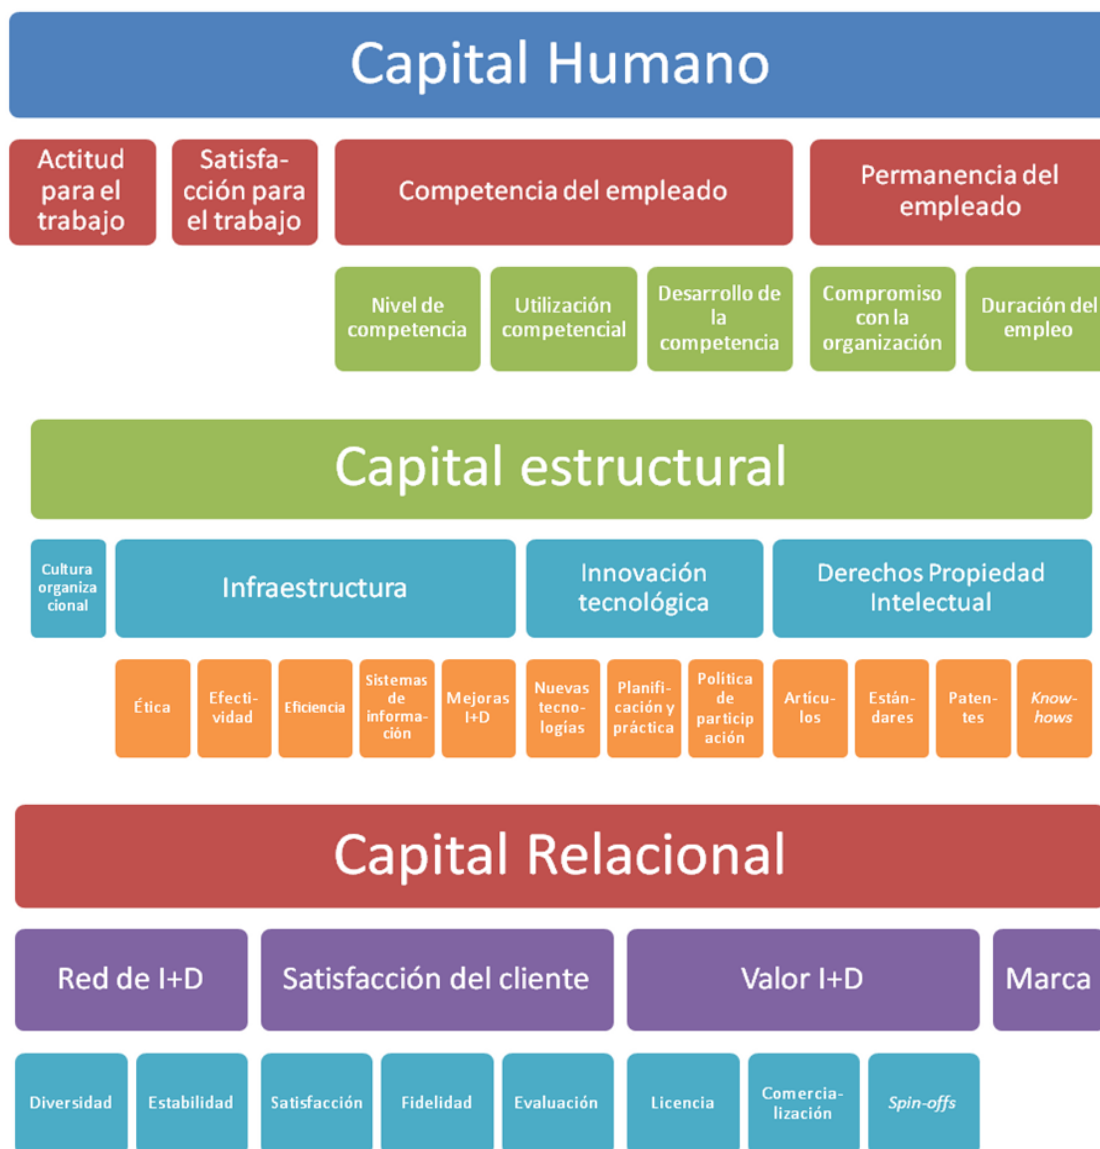 Capital Humano
Actitud
para el
trabajo
Satisfa-
cción para
el trabajo
Competencia del empleado
Permanencia del
empleado
Nivel de
competencia
Utilización
competencial
Desarrollo de
la
competencia
Compromiso
con la
organización
Duración del
empleo
Capital estructural
Cultura
organiza
cional
Infraestructura
Innovación
tecnológica
Derechos Propiedad
Intelectual
Ética
Efecti-
vidad
Eficiencia
Sistemas
de
informa-
ción
Mejoras
I+D
Nuevas
tecno-
logías
Planifi-
cación y
práctica
Política
de
particip
ación
Artícu-
los
Están-
dares
Paten-
tes
Know-
hows
Capital Relacional
Red de I+D
Satisfacción del cliente
Valor I+D
Marca
Diversidad
Estabilidad
Satisfacción
Fidelidad
Evaluación
Licencia
Comercia-
lización
Spin-offs